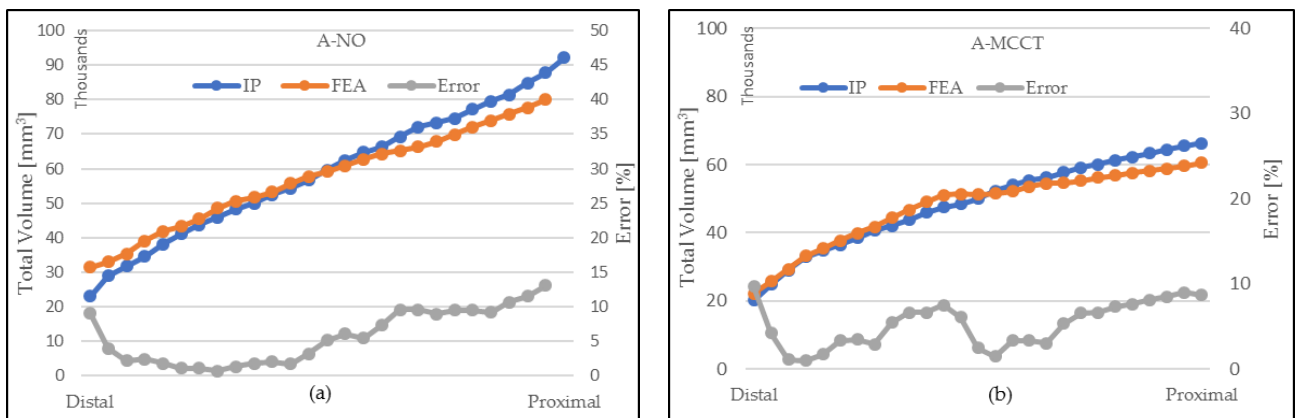 A-NO
Thousands
IP FEA Error
Total Volume [mm³]
100
90
80
70
60
50
40
30
20
10
0
50
45
40
35
30
25
20
15
10
5
0
Error [%]
Distal
(a)
Proximal
A-MCCT
Thousands
IP FEA Error
Total Volume [mm³]
100
80
60
40
20
0
40
30
20
10
0
Error [%]
Distal
(b)
Proximal